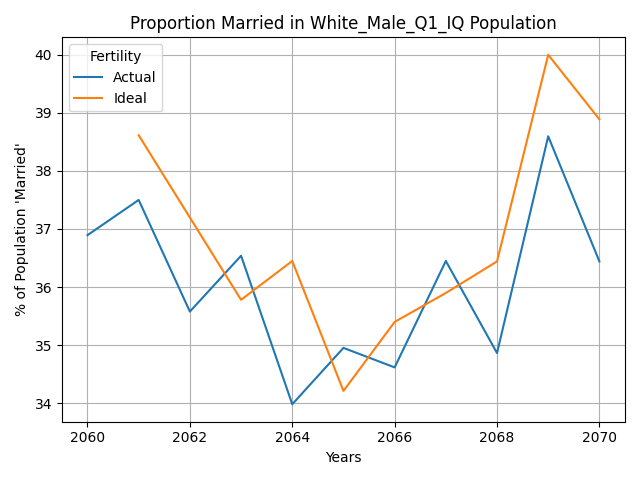 Proportion Married in White_Male_Q1_IQ Population
Fertility
Actual
Ideal
% of Population 'Married'
40
39
38
37
36
35
34
2060
2062
2064
2066
2068
2070
Years